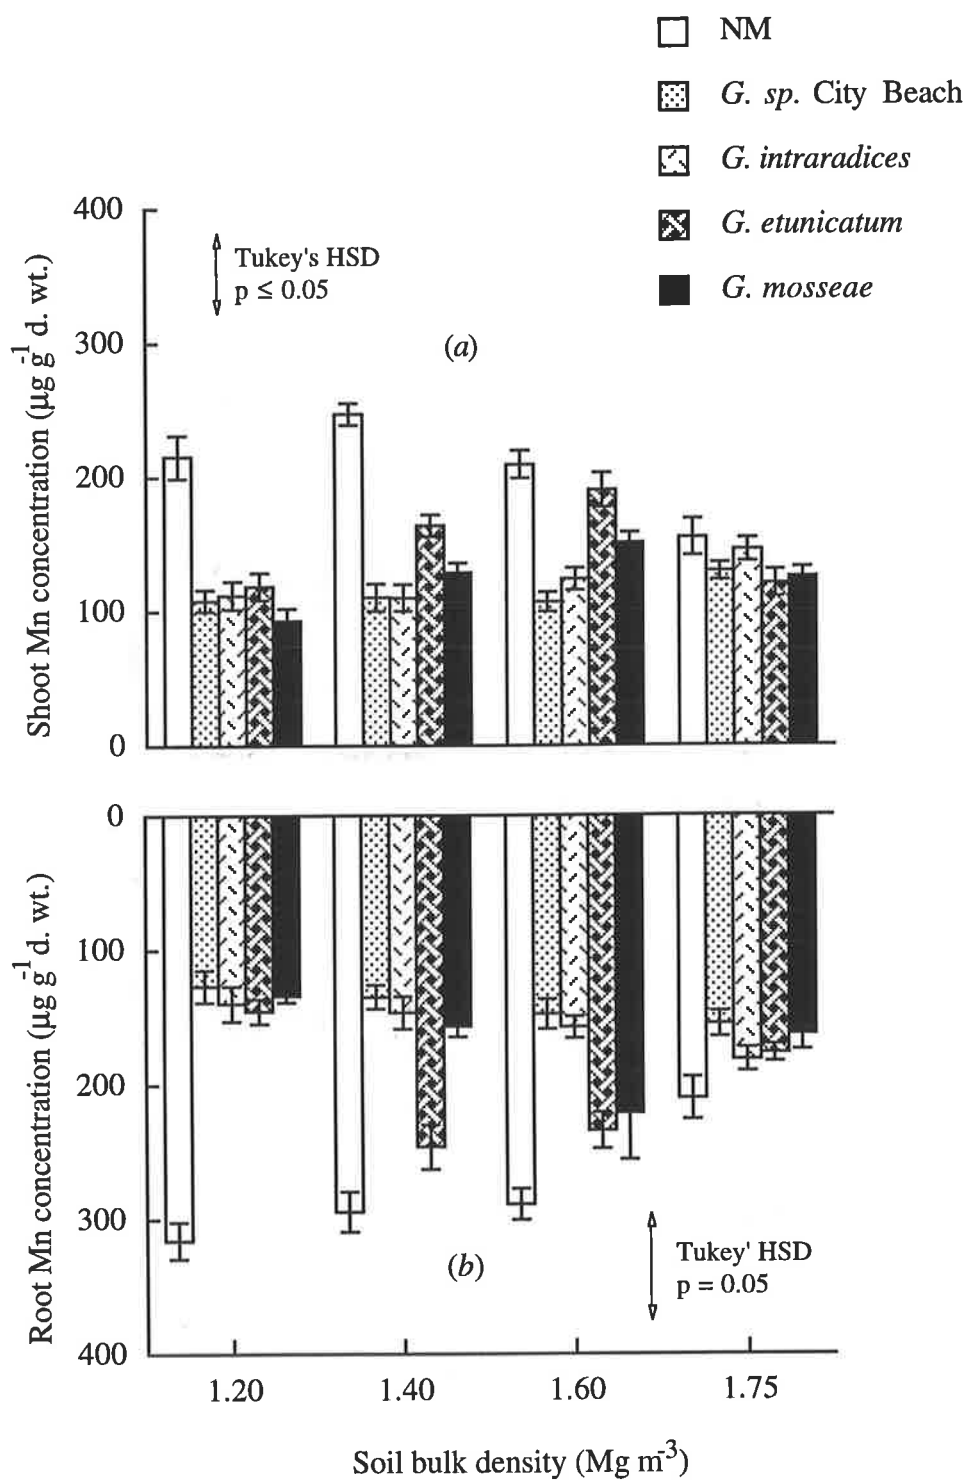 NM
G. sp. City Beach
G. intraradices
G. etunicatum
G. mosseae
400
300
200
100
0
Shoot Mn concentration (µg g⁻¹ d. wt.)
Tukey's HSD
p ≤ 0.05
(a)
0
100
200
300
400
Root Mn concentration (µg g⁻¹ d. wt.)
(b)
Tukey' HSD
p = 0.05
1.20 1.40 1.60 1.75
Soil bulk density (Mg m⁻³)